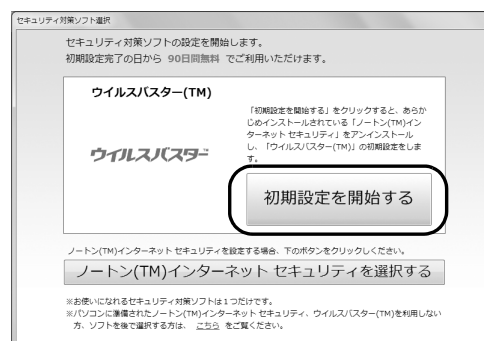 セキュリティ対策ソフト選択
セキュリティ対策ソフトの設定を開始します。
初期設定完了の日から 90日間無料 でご利用いただけます。
ウイルスバスター(TM)
「初期設定を開始する」をクリックすると、あらか
じめインストールされている「ノートン(TM)イン
ターネット セキュリティ」をアンインストール
し、「ウイルスバスター(TM)」の初期設定をしま
す。
ウイルスバスター™
初期設定を開始する
ノートン(TM)インターネット セキュリティを設定する場合、下のボタンをクリックしください。
ノートン(TM)インターネット セキュリティを選択する
※お使いになれるセキュリティ対策ソフトは1つだけです。
※パソコンに準備されたノートン(TM)インターネット セキュリティ、ウイルスバスター(TM)を利用しない
方、ソフトを後で選択する方は、 こちら をご覧ください。